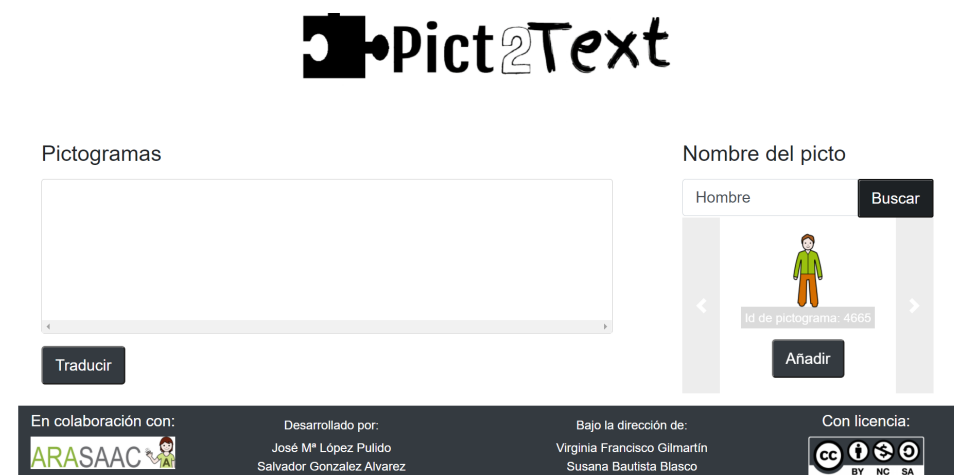 Pict2Text
Pictogramas
Nombre del picto
Hombre
Buscar
Id de pictograma: 4665
Añadir
Traducir
En colaboración con:
ARASAAC
Desarrollado por:
José Mª López Pulido
Salvador Gonzalez Alvarez
Bajo la dirección de:
Virginia Francisco Gilmartín
Susana Bautista Blasco
Con licencia:
cc
BY NC SA